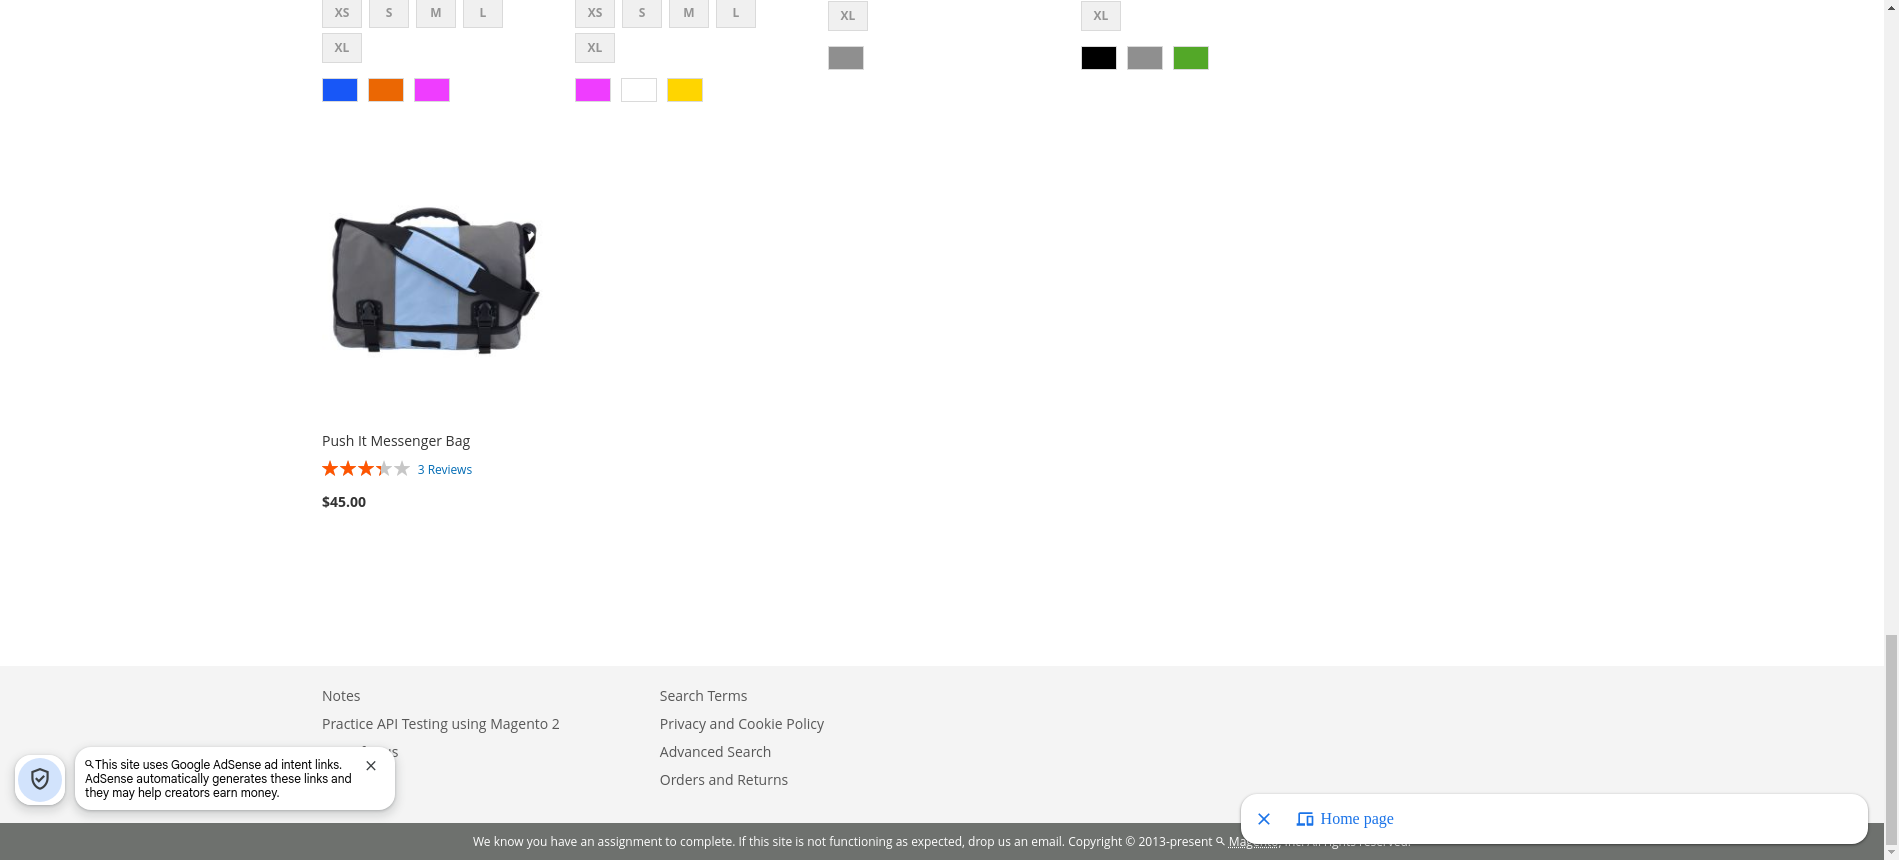 XS S M L XS S M L XL XL
XL XL
Push It Messenger Bag
3 Reviews
$45.00
Notes Search Terms
Practice API Testing using Magento 2 Privacy and Cookie Policy
Advanced Search
Orders and Returns
This site uses Google AdSense ad intent links.
AdSense automatically generates these links and
they may help creators earn money.
Home page
We know you have an assignment to complete. If this site is not functioning as expected, drop us an email. Copyright © 2013-present